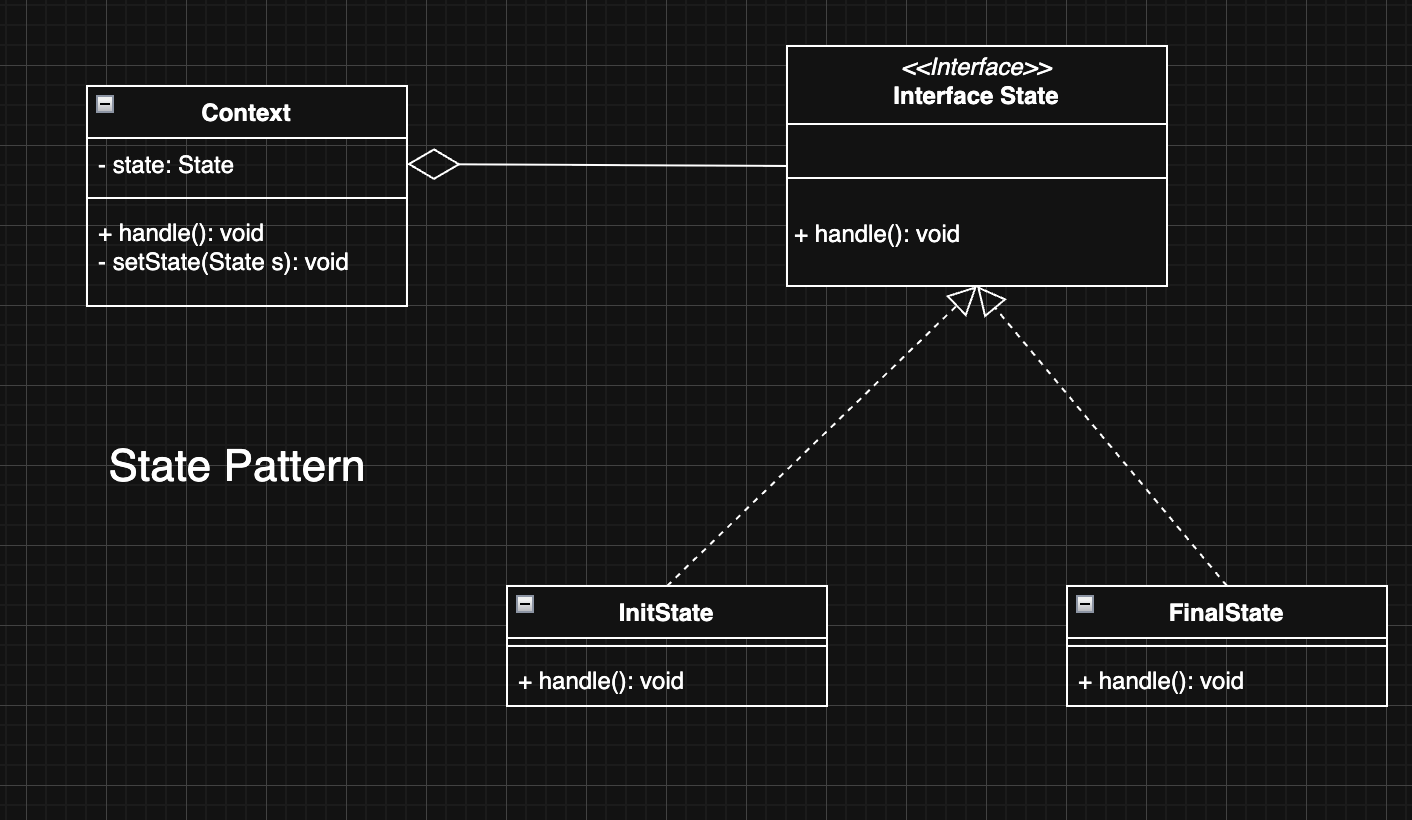 Context
- state: State
+ handle(): void
- setState(State s): void
<<Interface>>
Interface State
+ handle(): void
State Pattern
InitState
+ handle(): void
FinalState
+ handle(): void